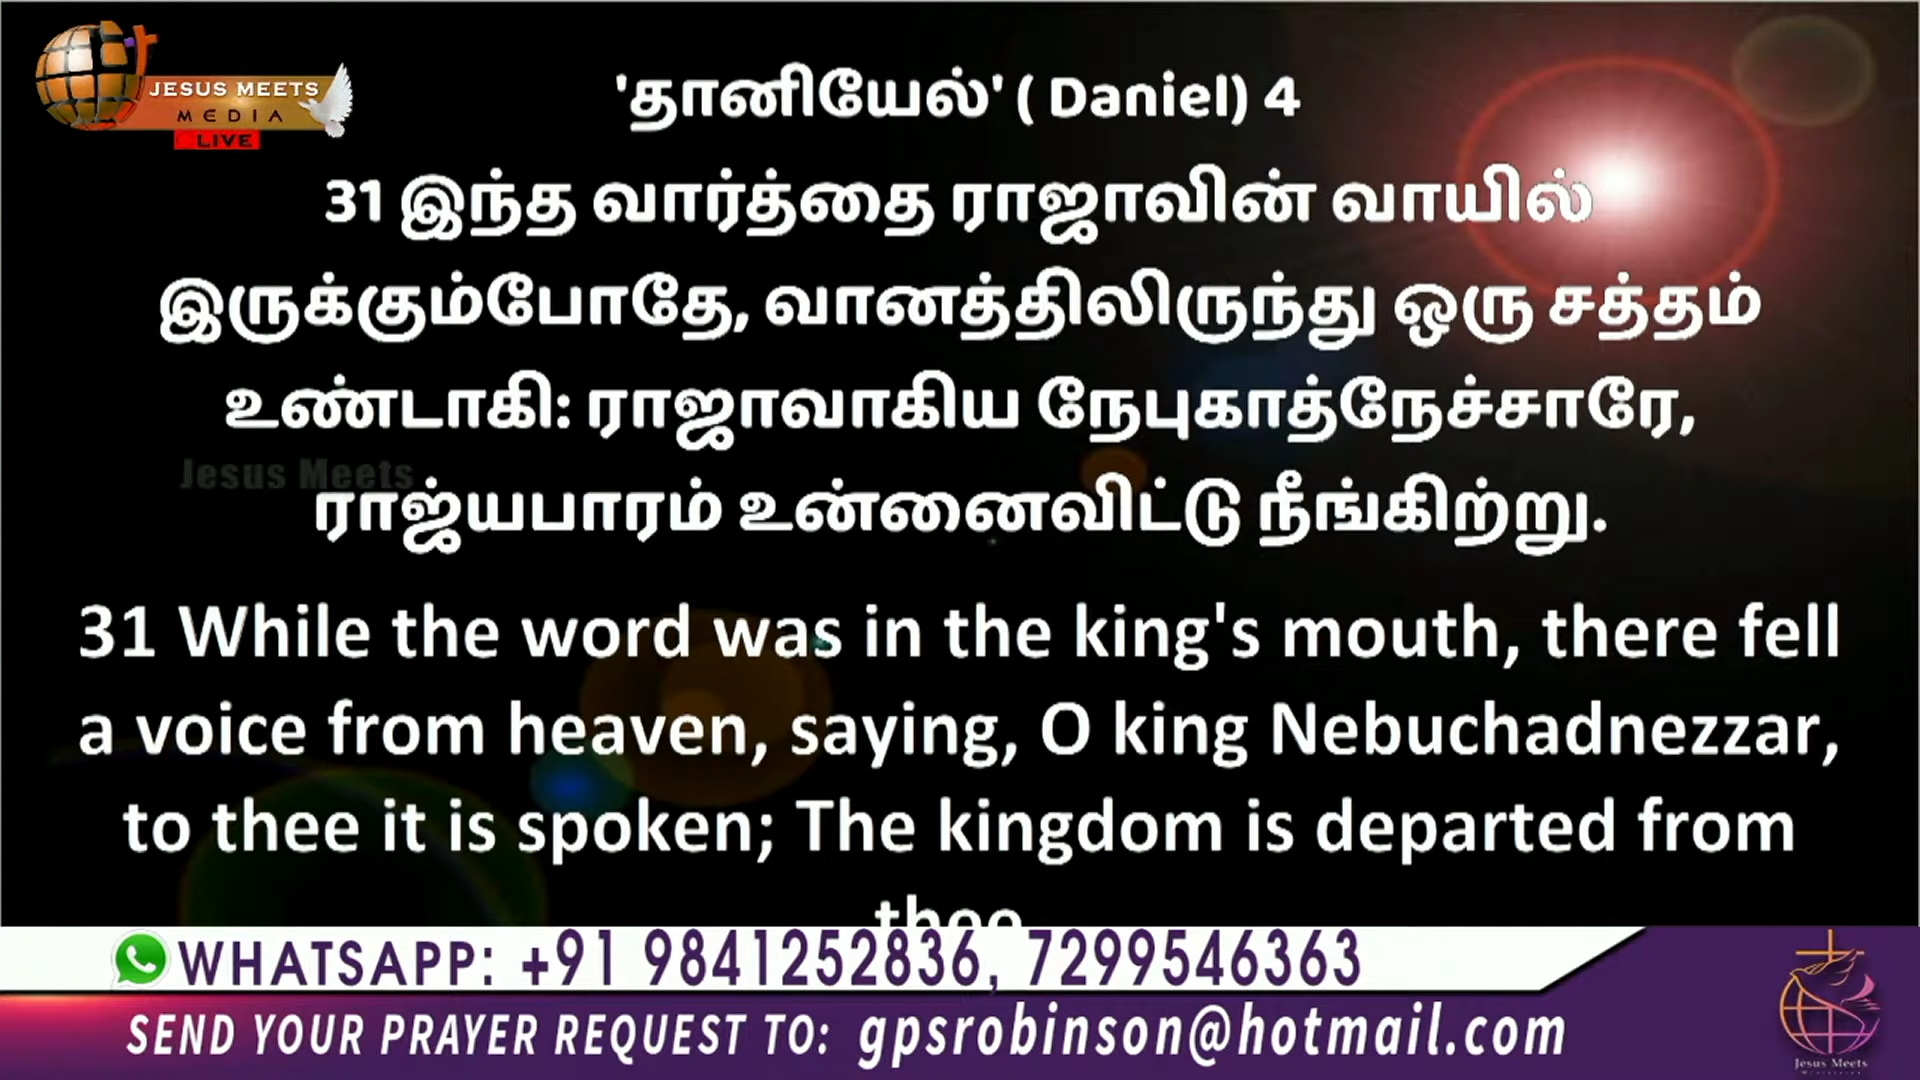 JESUS MEETS
MEDIA
LIVE
'தானியேல்' ( Daniel) 4
31 இந்த வார்த்தை ராஜாவின் வாயில்
இருக்கும்போதே, வானத்திலிருந்து ஒரு சத்தம்
உண்டாகி: ராஜாவாகிய நேபுகாத்நேச்சாரே,
Jesus Meets
ராஜ்யபாரம் உன்னைவிட்டு நீங்கிற்று.
31 While the word was in the king's mouth, there fell
a voice from heaven, saying, O king Nebuchadnezzar,
to thee it is spoken; The kingdom is departed from
thee
WHATSAPP: +91 9841252836, 7299546363
SEND YOUR PRAYER REQUEST TO: gpsrobinson@hotmail.com
Jesus Meets